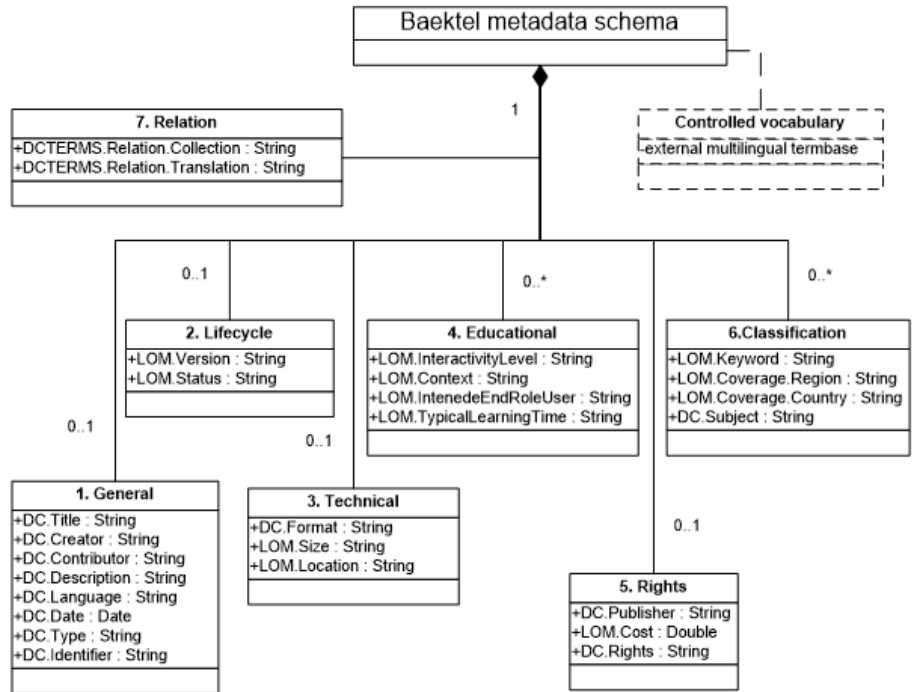 Baektel metadata schema
1
7. Relation
+DCTERMS.Relation.Collection : String
+DCTERMS.Relation.Translation : String
Controlled vocabulary
-external multilingual termbase
0..1
0..*
0..*
2. Lifecycle
+LOM.Version : String
+LOM.Status : String
4. Educational
+LOM.InteractivityLevel : String
+LOM.Context : String
+LOM.IntenedeEndRoleUser : String
+LOM.TypicalLearningTime : String
6.Classification
+LOM.Keyword : String
+LOM.Coverage.Region : String
+LOM.Coverage.Country : String
+DC.Subject : String
0..1
0..1
1. General
+DC.Title : String
+DC.Creator : String
+DC.Contributor : String
+DC.Description : String
+DC.Language : String
+DC.Date : Date
+DC.Type : String
+DC.Identifier : String
3. Technical
+DC.Format : String
+LOM.Size : String
+LOM.Location : String
0..1
5. Rights
+DC.Publisher : String
+LOM.Cost : Double
+DC.Rights : String